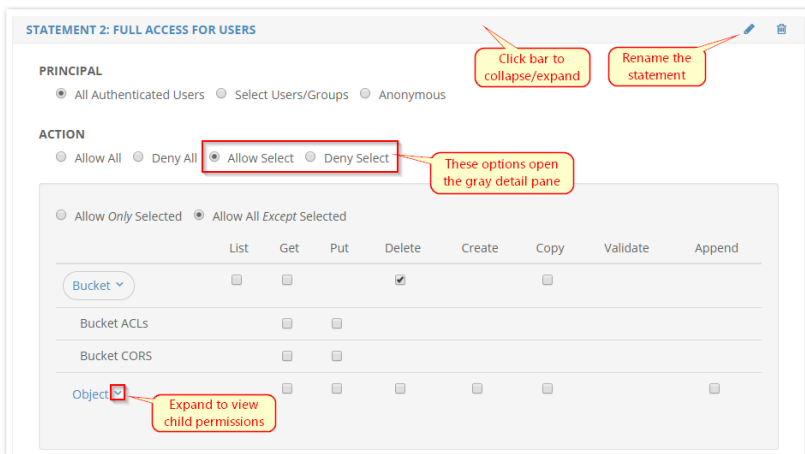 STATEMENT 2: FULL ACCESS FOR USERS
Click bar to
collapse/expand
Rename the
statement
PRINCIPAL
All Authenticated Users Select Users/Groups Anonymous
ACTION
Allow All Deny All Allow Select Deny Select
These options open
the gray detail pane
Allow Only Selected Allow All Except Selected
List Get Put Delete Create Copy Validate Append
Bucket
Bucket ACLs
Bucket CORS
Object
Expand to view
child permissions